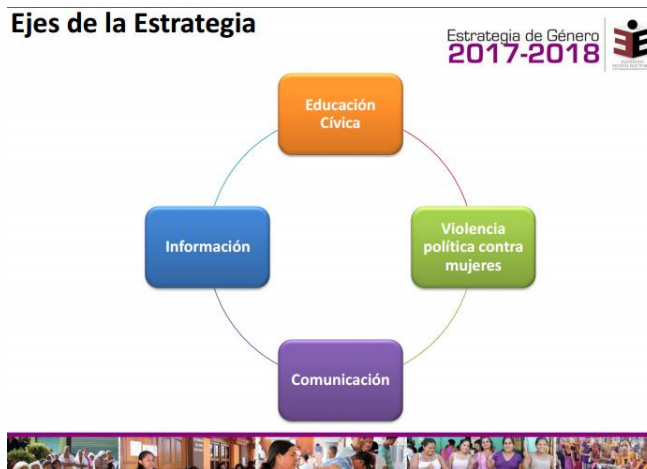 Ejes de la Estrategia
Estrategia de Género
2017-2018
Educación
Cívica
Información
Violencia
política contra
mujeres
Comunicación